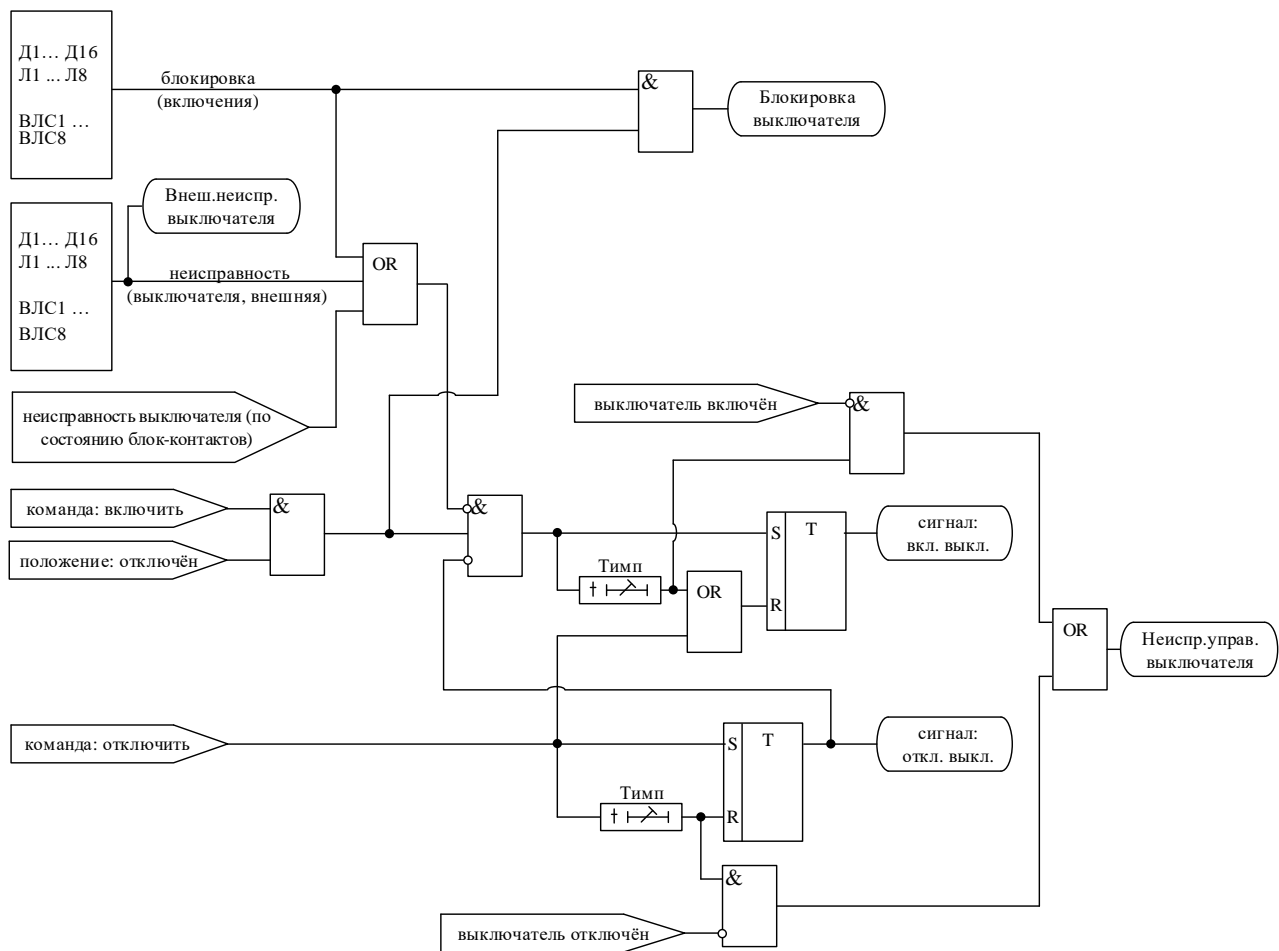 Д1… Д16
Л1 ... Л8
ВЛС1 …
ВЛС8
блокировка
(включения)
&
Блокировка
выключателя
Внеш.неиспр.
выключателя
Д1… Д16
Л1 ... Л8
ВЛС1 …
ВЛС8
неисправность
(выключателя, внешняя)
OR
неисправность выключателя (по
состоянию блок-контактов)
выключатель включён
&
команда: включить
&
&
положение: отключён
S
T
R
сигнал:
вкл. выкл.
Тимп
OR
OR
Неиспр.управ.
выключателя
команда: отключить
S
T
R
сигнал:
откл. выкл.
Тимп
&
выключатель отключён